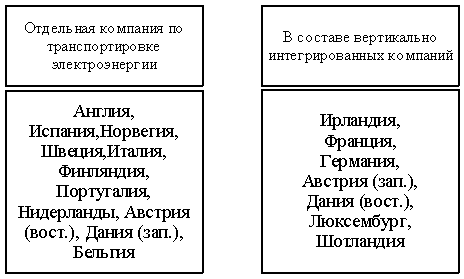 Отдельная компания по
транспортировке
электроэнергии
В составе вертикально
интегрированных компаний
Англия,
Испания,Норвегия,
Швеция,Италия,
Финляндия,
Португалия,
Нидерланды, Австрия
(вост.), Дания (зап.),
Бельгия
Ирландия,
Франция,
Германия,
Австрия (зап.),
Дания (вост.),
Люксембург,
Шотландия